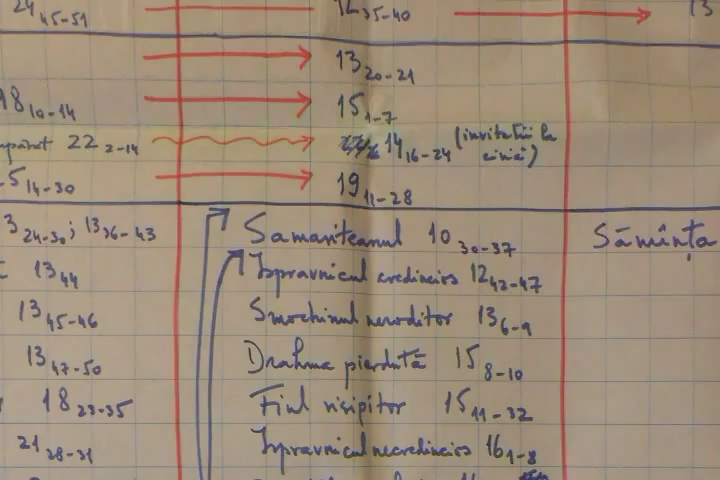 24 45-51 12 35-40 13
13 20-21
18 10-14 15 1-7
22 2-14 14 16-24 (invitații la cină)
14-30 19 11-28
24-30; 13 36-43 Samariteanul 10 30-37 Sămînța
13 44 Ispravnicul credincios 12 42-47
13 45-46 Smochinul neroditor 13 6-9
13 47-50 Drahma pierdută 15 8-10
18 23-35 Fiul risipitor 15 11-32
21 28-31 Ispravnicul necredincios 16 1-8